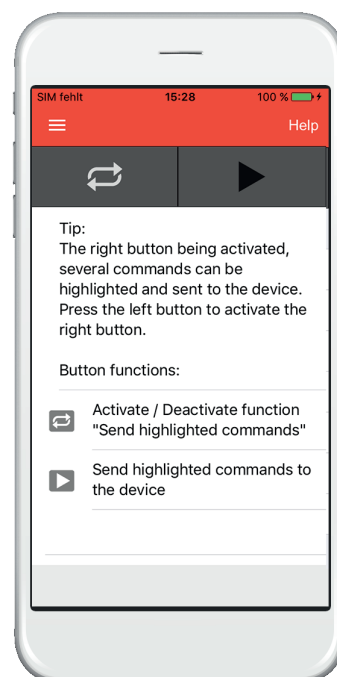 SIM fehlt 15:28 100 %
Help
Tip:
The right button being activated,
several commands can be
highlighted and sent to the device.
Press the left button to activate the
right button.
Button functions:
Activate / Deactivate function
"Send highlighted commands"
Send highlighted commands to
the device